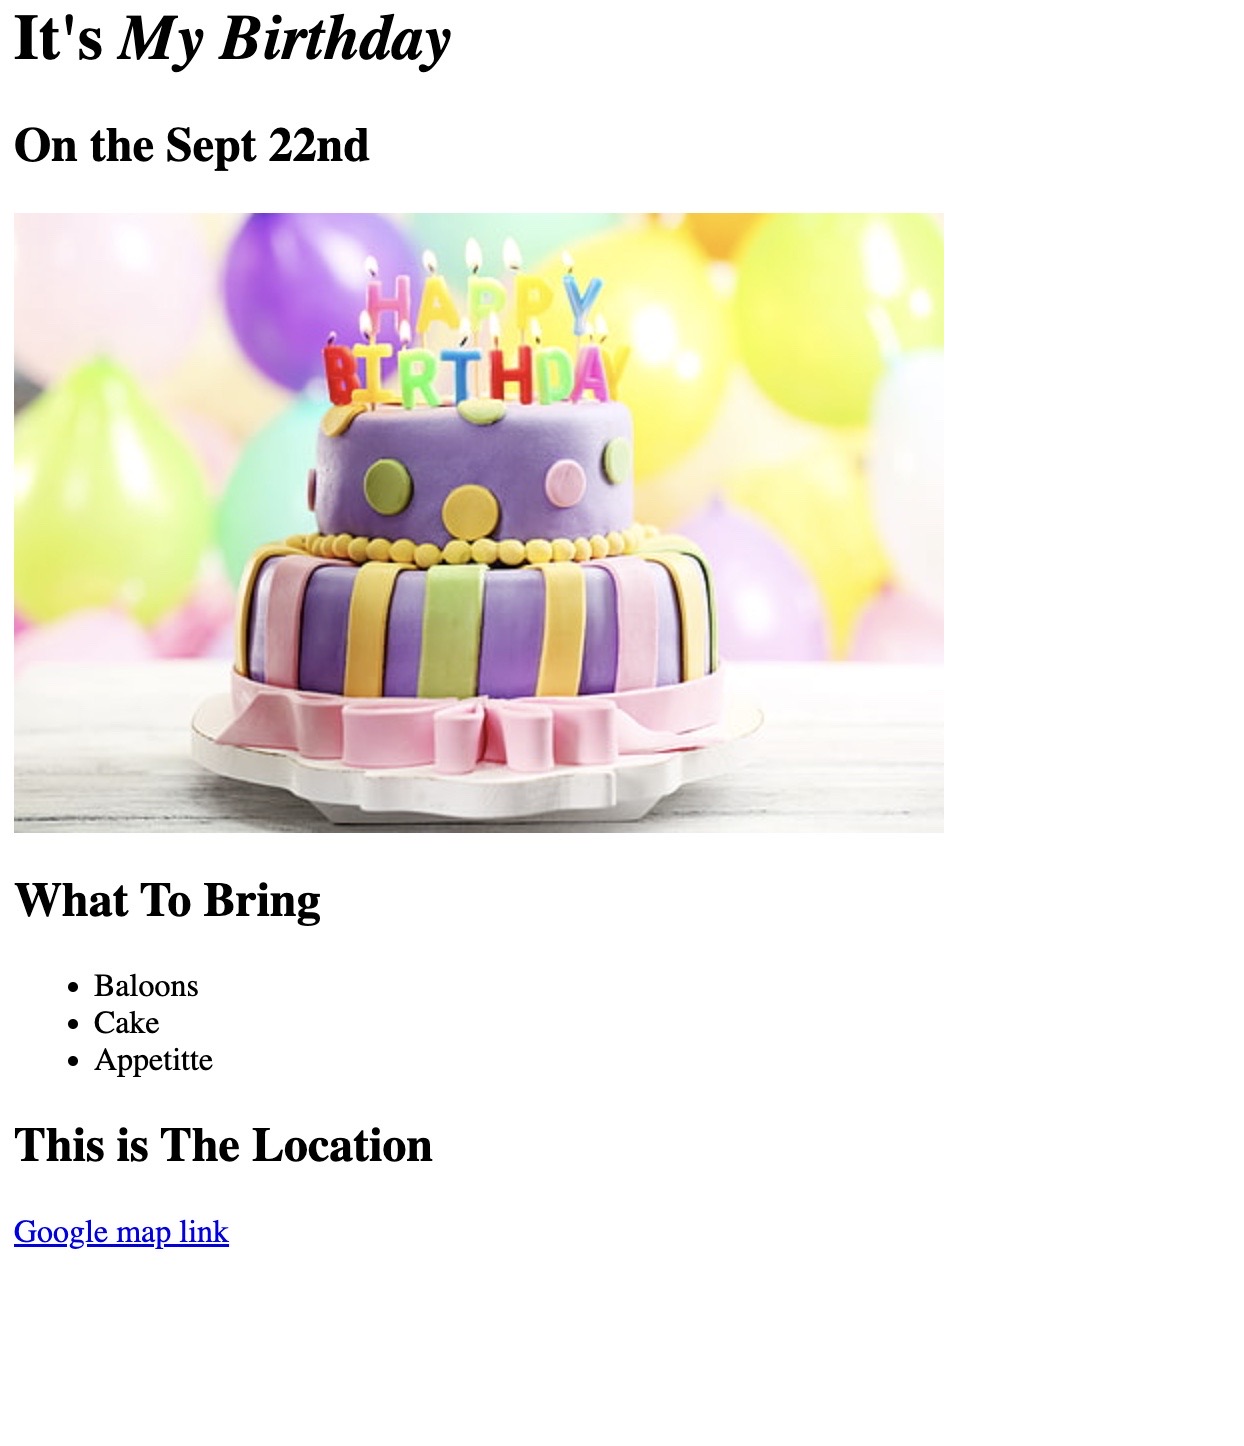 It's My Birthday
On the Sept 22nd
HAPPY
BIRTHDAY
What To Bring
Baloons
Cake
Appetitte
This is The Location
Google map link